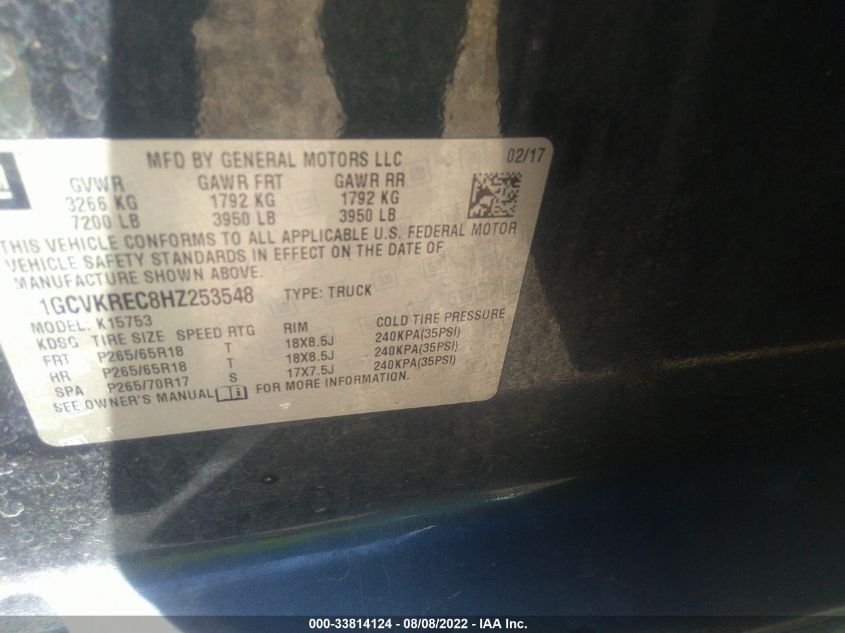 GM
MFD BY GENERAL MOTORS LLC 02/17
GVWR GAWR FRT GAWR RR
3266 KG 1792 KG 1792 KG
7200 LB 3950 LB 3950 LB
THIS VEHICLE CONFORMS TO ALL APPLICABLE U.S. FEDERAL MOTOR
VEHICLE SAFETY STANDARDS IN EFFECT ON THE DATE OF
MANUFACTURE SHOWN ABOVE.
1GCVKREC8HZ253548 TYPE: TRUCK
MODEL: K15753
KDSG TIRE SIZE SPEED RTG RIM COLD TIRE PRESSURE
FRT P265/65R18 T 18X8.5J 240KPA(35PSI)
RR P265/65R18 T 18X8.5J 240KPA(35PSI)
SPA P265/70R17 S 17X7.5J 240KPA(35PSI)
SEE OWNER'S MANUAL FOR MORE INFORMATION.
000-33814124 - 08/08/2022 - IAA Inc.